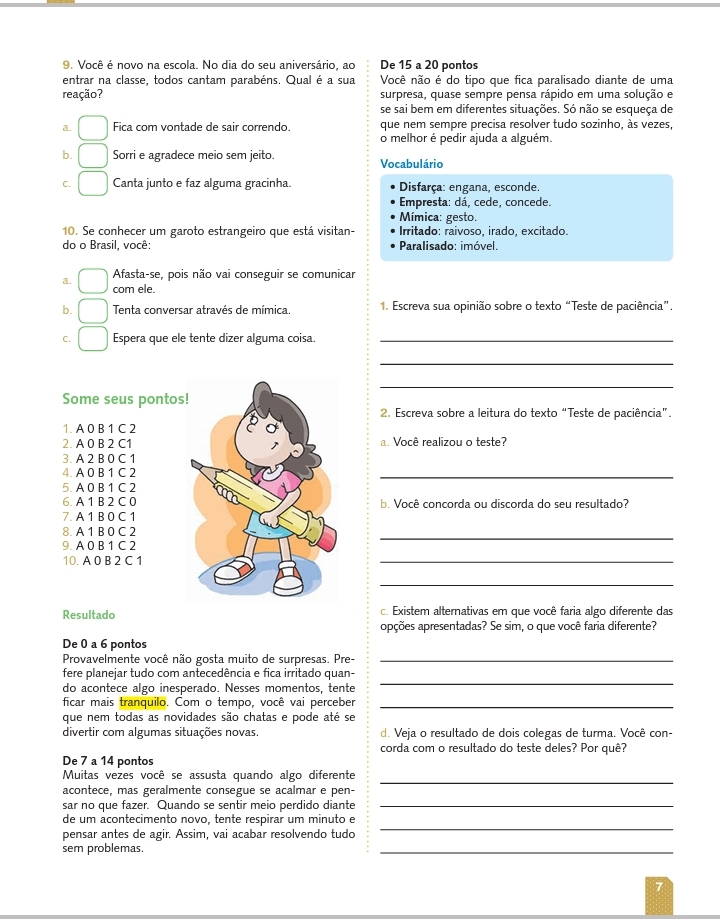 9. Você é novo na escola. No dia do seu aniversário, ao
entrar na classe, todos cantam parabéns. Qual é a sua
reação?
a. Fica com vontade de sair correndo.
b. Sorri e agradece meio sem jeito.
c. Canta junto e faz alguma gracinha.
10. Se conhecer um garoto estrangeiro que está visitan-
do o Brasil, você:
a. Afasta-se, pois não vai conseguir se comunicar
com ele.
b. Tenta conversar através de mímica.
c. Espera que ele tente dizer alguma coisa.
Some seus pontos!
1. A 0 B 1 C 2
2. A 0 B 2 C1
3. A 2 B 0 C 1
4. A 0 B 1 C 2
5. A 0 B 1 C 2
6. A 1 B 2 C 0
7. A 1 B 0 C 1
8. A 1 B 0 C 2
9. A 0 B 1 C 2
10. A 0 B 2 C 1
Resultado
De 0 a 6 pontos
Provavelmente você não gosta muito de surpresas. Pre-
fere planejar tudo com antecedência e fica irritado quan-
do acontece algo inesperado. Nesses momentos, tente
ficar mais tranquilo. Com o tempo, você vai perceber
que nem todas as novidades são chatas e pode até se
divertir com algumas situações novas.
De 7 a 14 pontos
Muitas vezes você se assusta quando algo diferente
acontece, mas geralmente consegue se acalmar e pen-
sar no que fazer. Quando se sentir meio perdido diante
de um acontecimento novo, tente respirar um minuto e
pensar antes de agir. Assim, vai acabar resolvendo tudo
sem problemas.
De 15 a 20 pontos
Você não é do tipo que fica paralisado diante de uma
surpresa, quase sempre pensa rápido em uma solução e
se sai bem em diferentes situações. Só não se esqueça de
que nem sempre precisa resolver tudo sozinho, às vezes,
o melhor é pedir ajuda a alguém.
Vocabulário
• Disfarça: engana, esconde.
• Empresta: dá, cede, concede.
• Mímica: gesto.
• Irritado: raivoso, irado, excitado.
• Paralisado: imóvel.
1. Escreva sua opinião sobre o texto “Teste de paciência”.
2. Escreva sobre a leitura do texto “Teste de paciência”.
a. Você realizou o teste?
b. Você concorda ou discorda do seu resultado?
c. Existem alternativas em que você faria algo diferente das
opções apresentadas? Se sim, o que você faria diferente?
d. Veja o resultado de dois colegas de turma. Você con-
corda com o resultado do teste deles? Por quê?
7